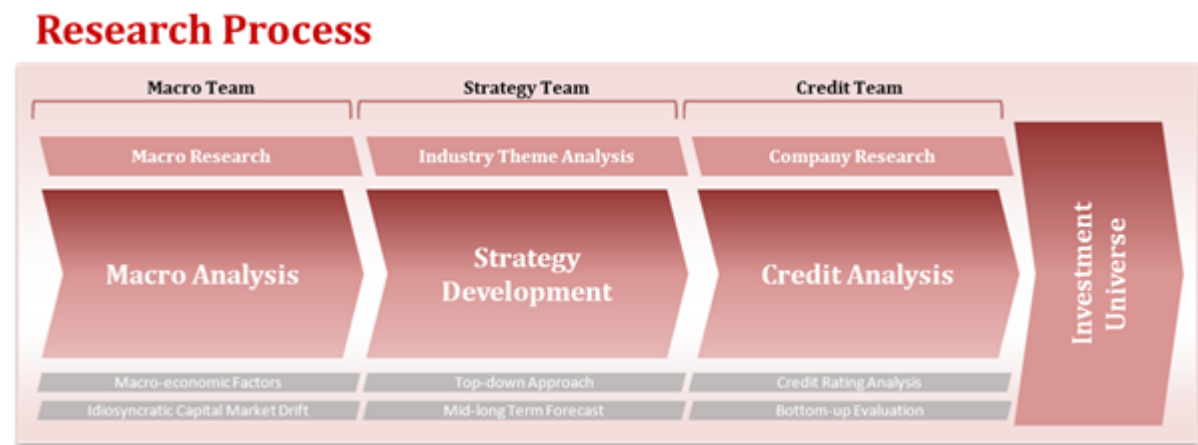 Research Process
Macro Team
Strategy Team
Credit Team
Macro Research
Industry Theme Analysis
Company Research
Macro Analysis
Strategy
Development
Credit Analysis
Investment
Universe
Macro-economic Factors
Top-down Approach
Credit Rating Analysis
Idiosyncratic Capital Market Drift
Mid-long Term Forecast
Bottom-up Evaluation